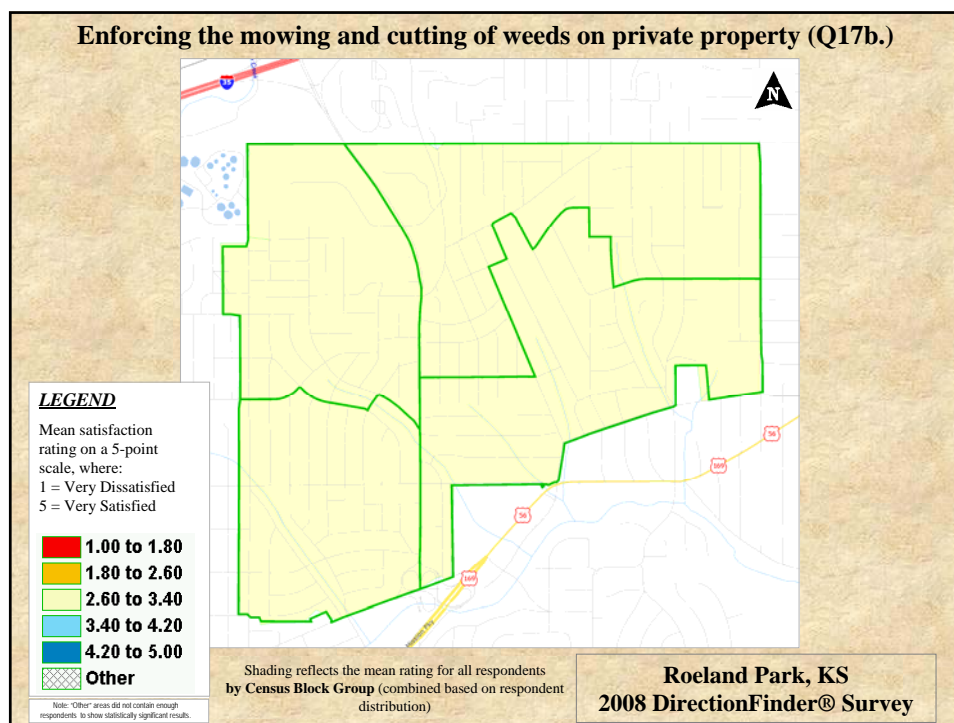 Enforcing the mowing and cutting of weeds on private property (Q17b.)
35
N
LEGEND
Mean satisfaction
rating on a 5-point
scale, where:
1 = Very Dissatisfied
5 = Very Satisfied
1.00 to 1.80
1.80 to 2.60
2.60 to 3.40
3.40 to 4.20
4.20 to 5.00
Other
Note: "Other" areas did not contain enough
respondents to show statistically significant results.
56
169
56
169
Shading reflects the mean rating for all respondents
by Census Block Group (combined based on respondent
distribution)
Roeland Park, KS
2008 DirectionFinder® Survey